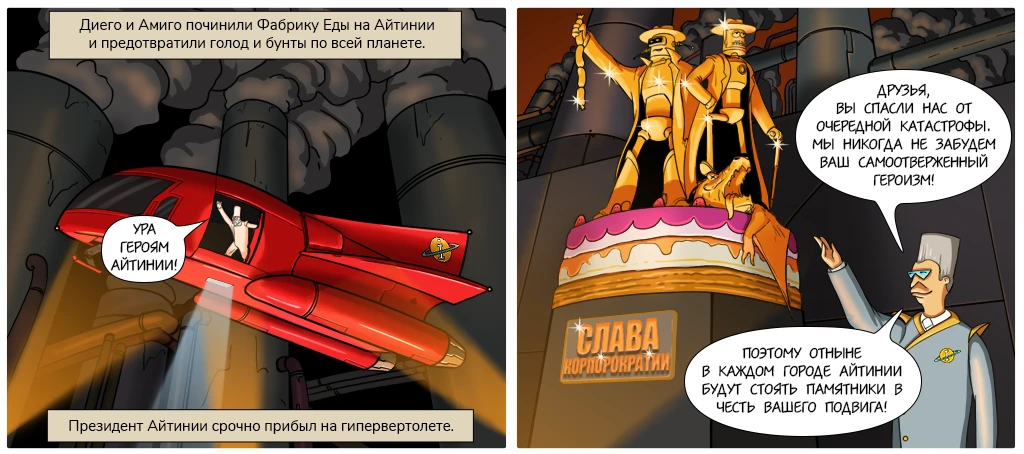 Диего и Амиго починили Фабрику Еды на Айтинии
и предотвратили голод и бунты по всей планете.
УРА
ГЕРОЯМ
АЙТИНИИ!
Президент Айтинии срочно прибыл на гипервертолете.
ДРУЗЬЯ,
ВЫ СПАСЛИ НАС ОТ
ОЧЕРЕДНОЙ КАТАСТРОФЫ.
МЫ НИКОГДА НЕ ЗАБУДЕМ
ВАШ САМООТВЕРЖЕННЫЙ
ГЕРОИЗМ!
СЛАВА
КОРПОРОКРАТИИ
ПОЭТОМУ ОТНЫНЕ
В КАЖДОМ ГОРОДЕ АЙТИНИИ
БУДУТ СТОЯТЬ ПАМЯТНИКИ В
ЧЕСТЬ ВАШЕГО ПОДВИГА!